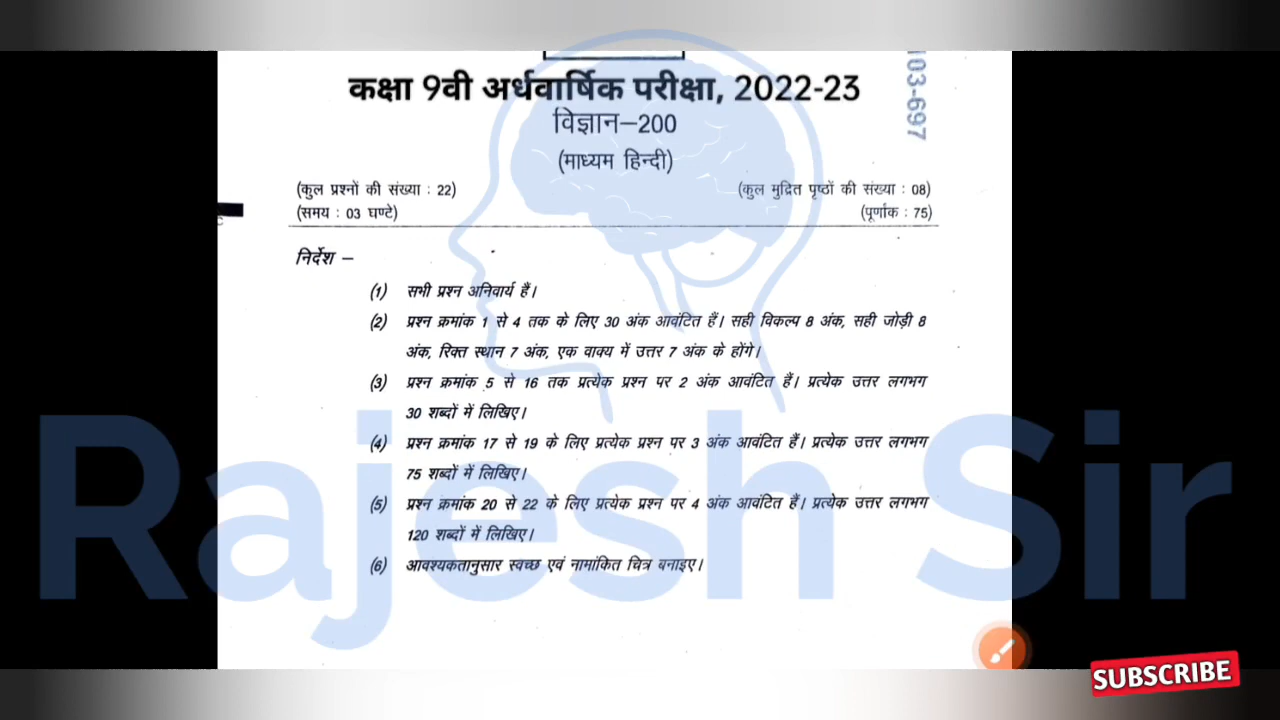 कक्षा 9वी अर्धवार्षिक परीक्षा, 2022-23
विज्ञान–200
(माध्यम हिन्दी)
03-697
(कुल प्रश्नों की संख्या : 22) (कुल मुद्रित पृष्ठों की संख्या : 08)
(समय : 03 घण्टे) (पूर्णांक : 75)
निर्देश –
(1) सभी प्रश्न अनिवार्य हैं।
(2) प्रश्न क्रमांक 1 से 4 तक के लिए 30 अंक आवंटित हैं। सही विकल्प 8 अंक, सही जोड़ी 8
अंक, रिक्त स्थान 7 अंक, एक वाक्य में उत्तर 7 अंक के होंगे।
(3) प्रश्न क्रमांक 5 से 16 तक प्रत्येक प्रश्न पर 2 अंक आवंटित हैं। प्रत्येक उत्तर लगभग
30 शब्दों में लिखिए।
(4) प्रश्न क्रमांक 17 से 19 के लिए प्रत्येक प्रश्न पर 3 अंक आवंटित हैं। प्रत्येक उत्तर लगभग
75 शब्दों में लिखिए।
(5) प्रश्न क्रमांक 20 से 22 के लिए प्रत्येक प्रश्न पर 4 अंक आवंटित हैं। प्रत्येक उत्तर लगभग
120 शब्दों में लिखिए।
(6) आवश्यकतानुसार स्वच्छ एवं नामांकित चित्र बनाइए।
Rajesh Sir
SUBSCRIBE